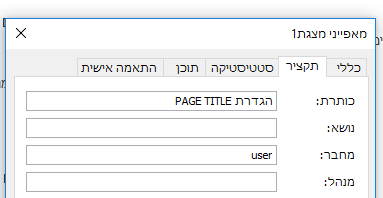 מאפייני מצגת1
כללי תקציר סטטיסטיקה תוכן התאמה אישית
כותרת: הגדרת PAGE TITLE
נושא:
מחבר: user
מנהל: